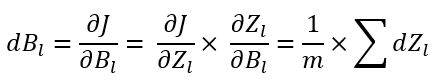 dB_l = ∂J/∂B_l = ∂J/∂Z_l × ∂Z_l/∂B_l = 1/m × ∑ dZ_l